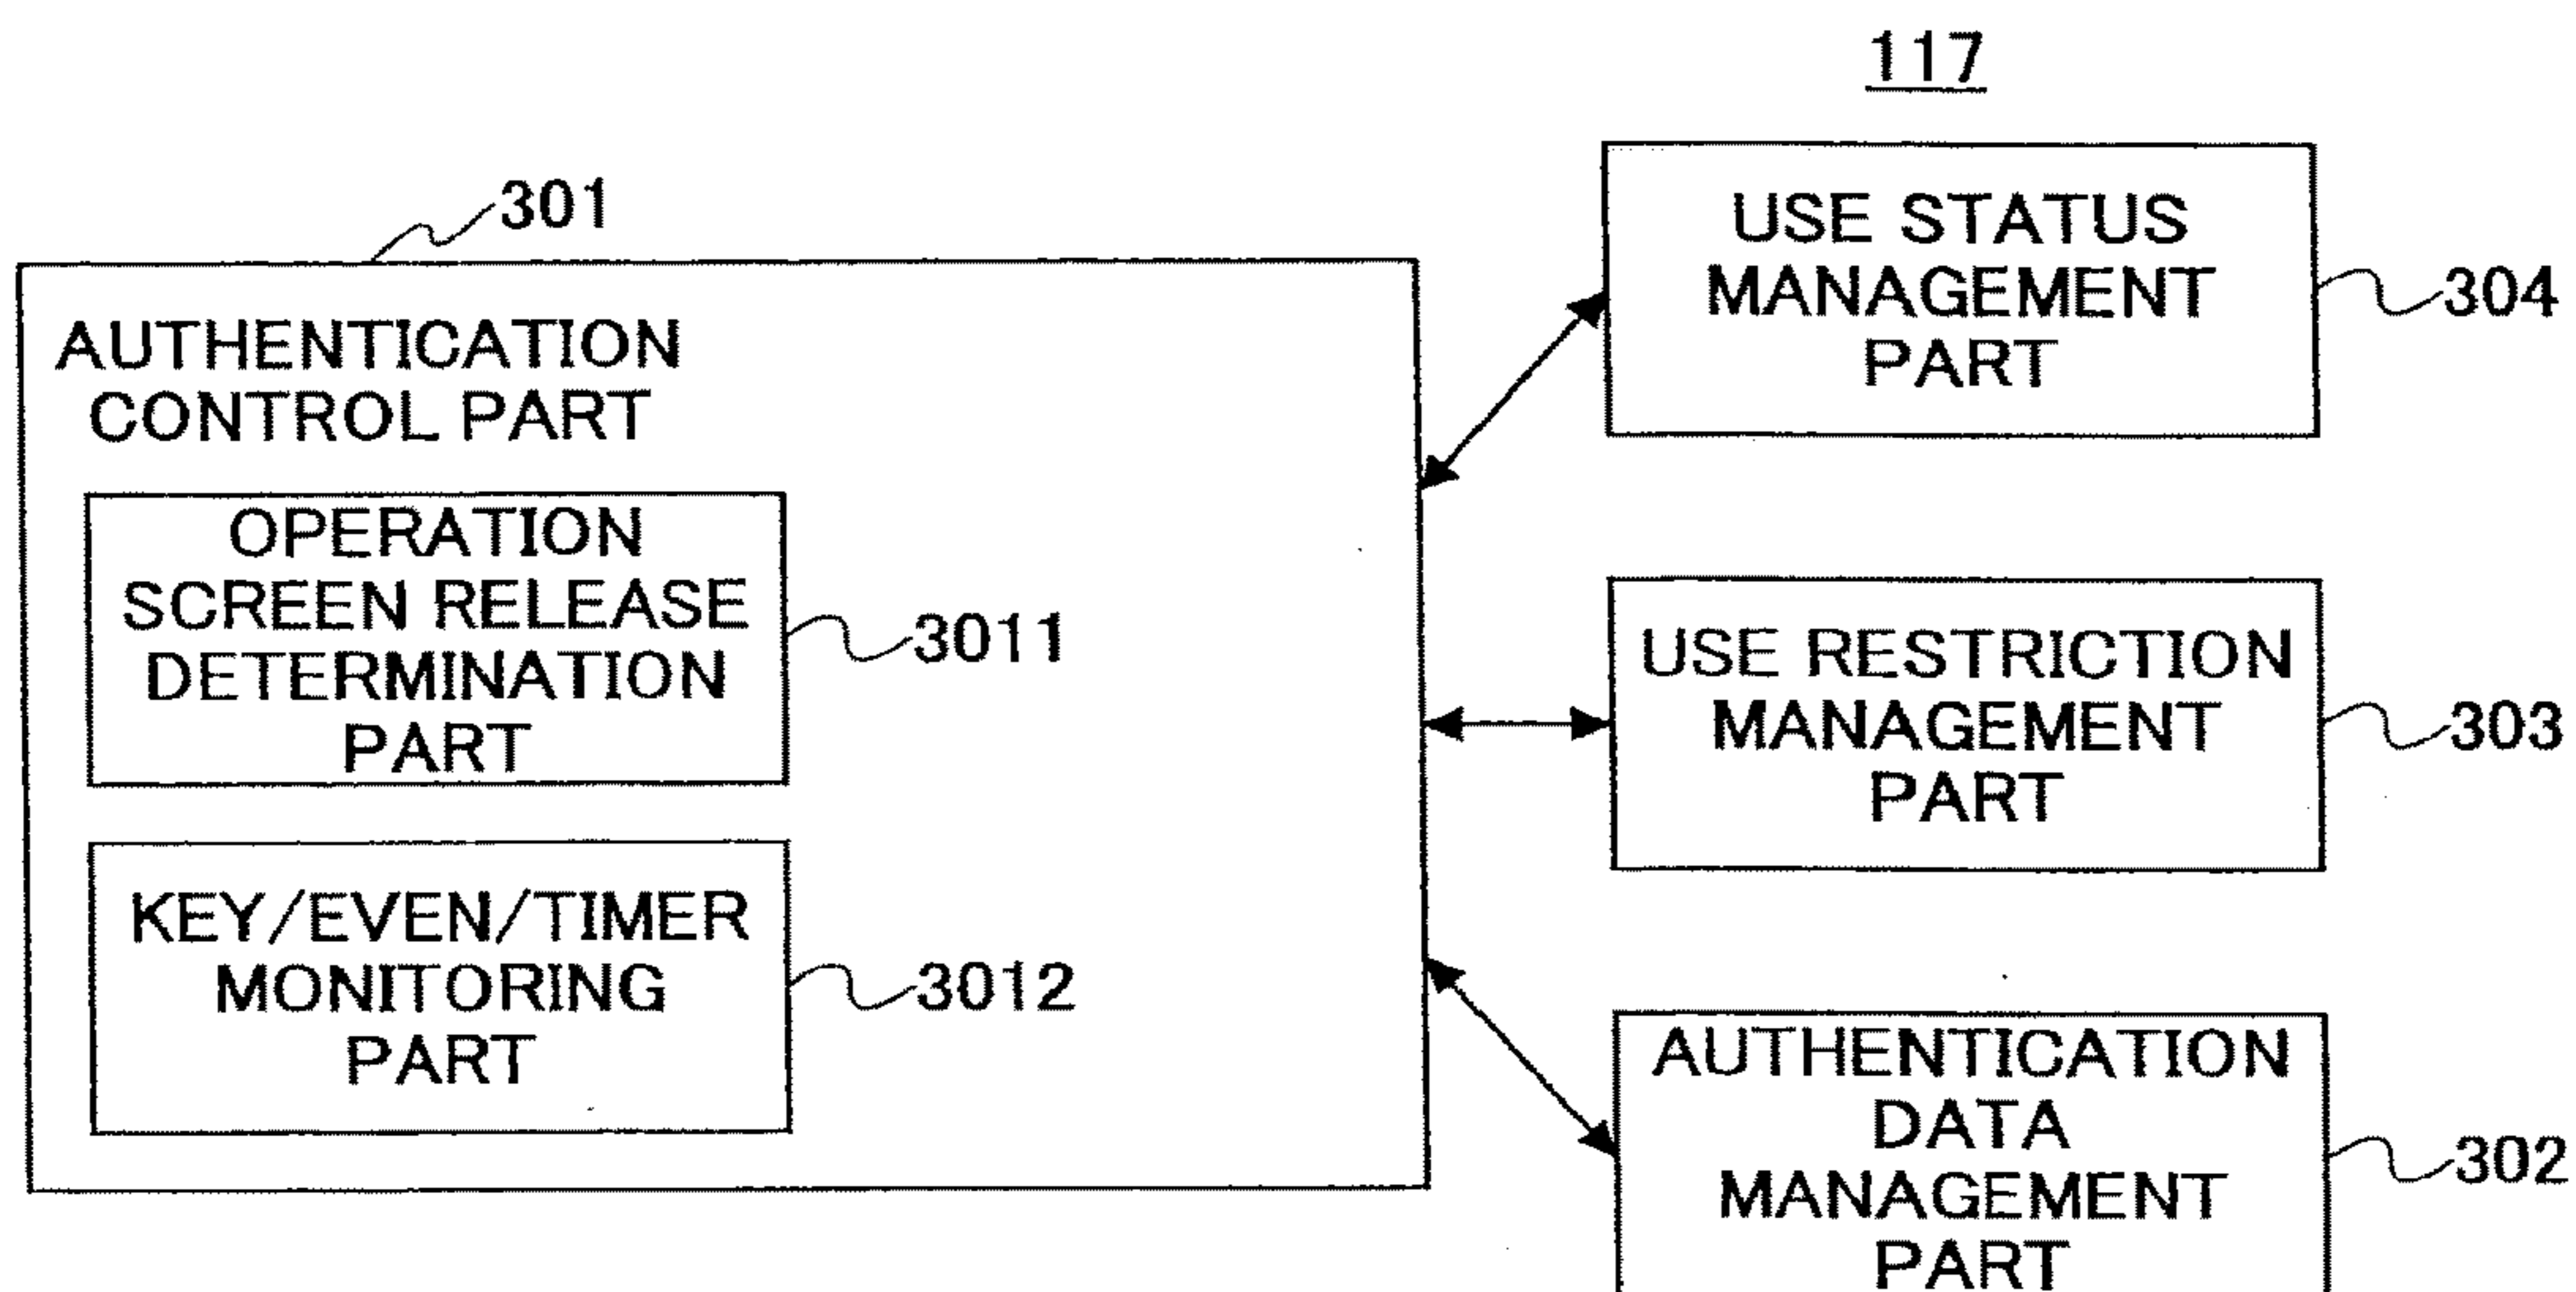 117
301
AUTHENTICATION
CONTROL PART
OPERATION
SCREEN RELEASE
DETERMINATION
PART
3011
KEY/EVEN/TIMER
MONITORING
PART
3012
USE STATUS
MANAGEMENT
PART
304
USE RESTRICTION
MANAGEMENT
PART
303
AUTHENTICATION
DATA
MANAGEMENT
PART
302